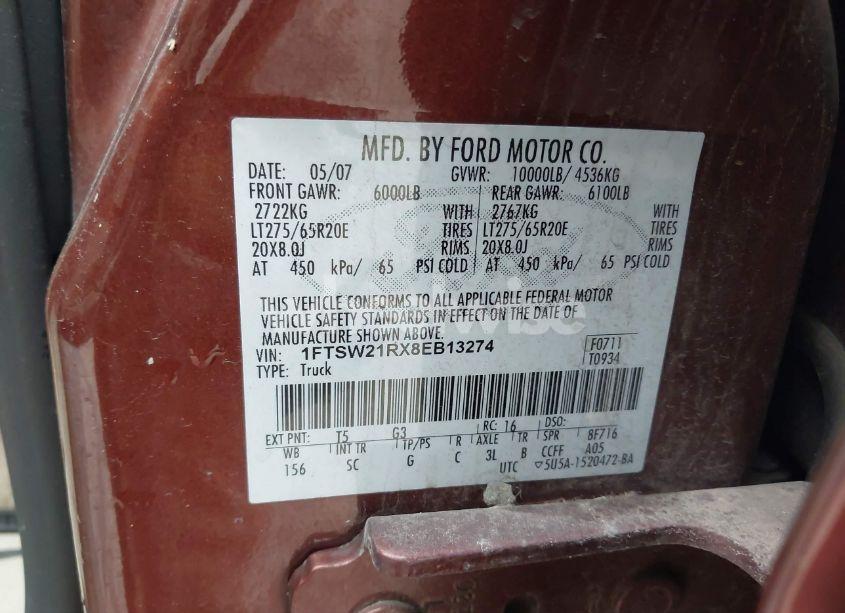 MFD. BY FORD MOTOR CO.
DATE: 05/07 GVWR: 10000LB/ 4536KG
FRONT GAWR: 6000LB REAR GAWR: 6100LB
2722KG WITH 2767KG WITH
LT275/65R20E TIRES LT275/65R20E TIRES
20X8.0J RIMS 20X8.0J RIMS
AT 450 kPa/ 65 PSI COLD AT 450 kPa/ 65 PSI COLD
THIS VEHICLE CONFORMS TO ALL APPLICABLE FEDERAL MOTOR
VEHICLE SAFTY STANDARDS IN EFFECT ON THE DATE OF
MANUFACTURE SHOWN ABOVE.
VIN: 1FTSW21RX8EB13274 F0711
TYPE: Truck T0934
EXT PNT: T5 G3 RC: 16 DSO:
WB INT TR TP/PS R AXLE TR SPR 8F716
156 SC G C 3L B CCFF A05
UTC ▽5U5A-1520472-BA